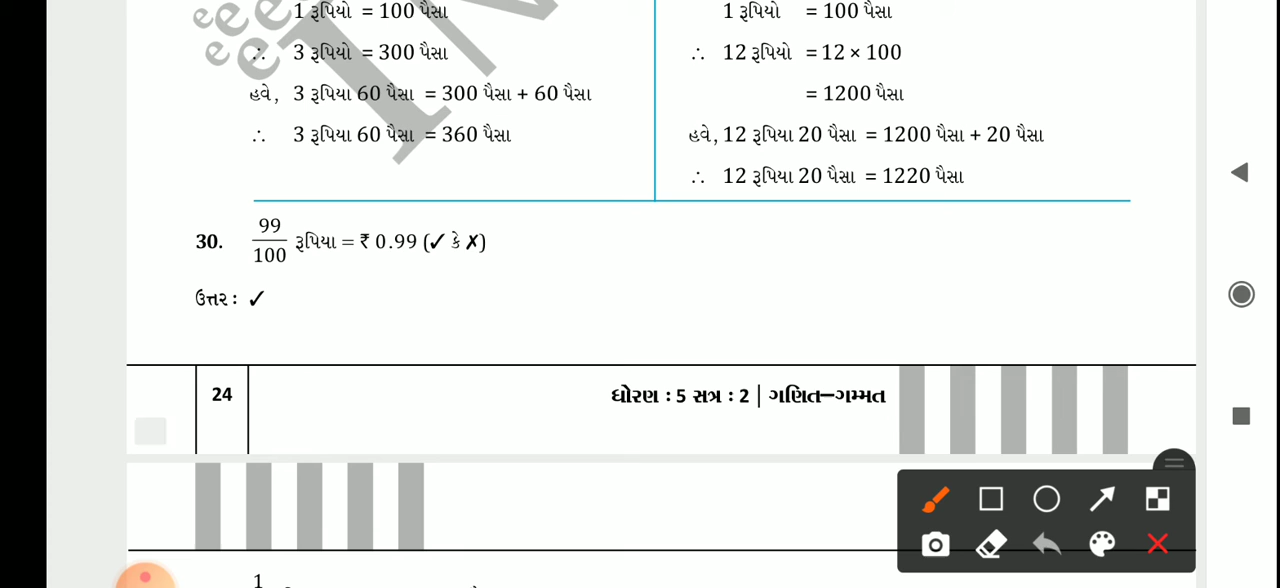 1 રૂપિયો = 100 પૈસા
∴ 3 રૂપિયો = 300 પૈસા
હવે, 3 રૂપિયા 60 પૈસા = 300 પૈસા + 60 પૈસા
∴ 3 રૂપિયા 60 પૈસા = 360 પૈસા
1 રૂપિયો = 100 પૈસા
∴ 12 રૂપિયો = 12 × 100
= 1200 પૈસા
હવે, 12 રૂપિયા 20 પૈસા = 1200 પૈસા + 20 પૈસા
∴ 12 રૂપિયા 20 પૈસા = 1220 પૈસા
30. 99/100 રૂપિયા = ₹ 0.99 (✓ કે ✗)
ઉત્તર : ✓
24
ધોરણ : 5 સત્ર : 2 | ગણિત–ગમ્મત